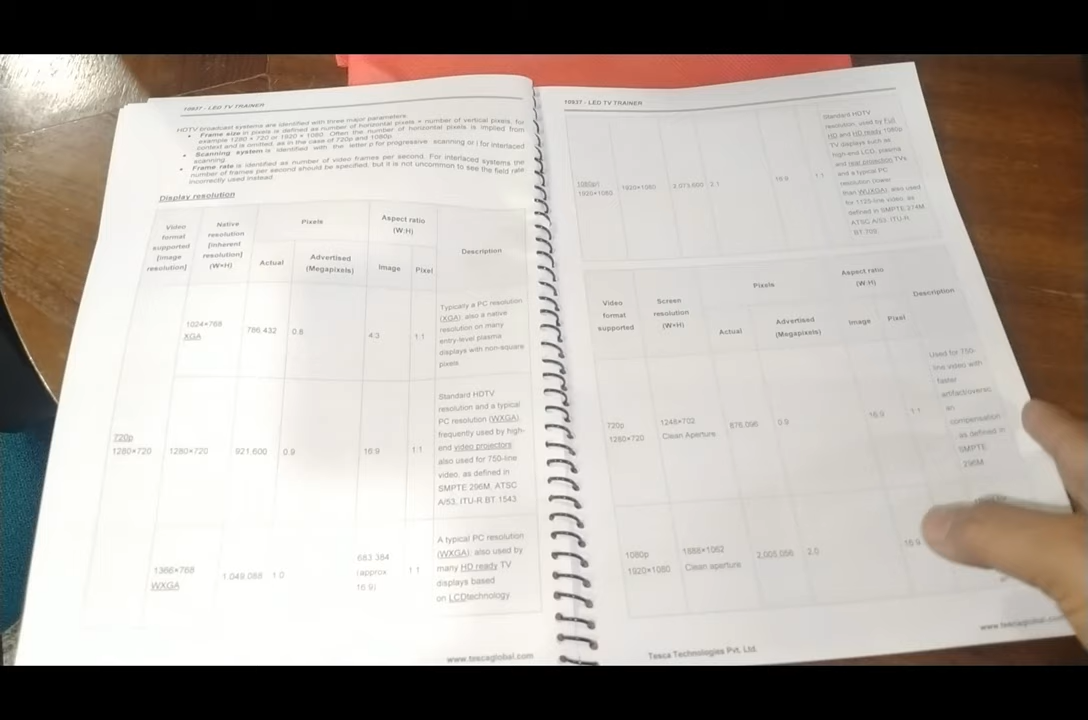 10937 - LED TV TRAINER
HDTV broadcast systems are identified with three major parameters:
• Frame size in pixels is defined as number of horizontal pixels × number of vertical pixels, for
example 1280 × 720 or 1920 × 1080. Often the number of horizontal pixels is implied from
context and is omitted, as in the case of 720p and 1080p.
• Scanning system is identified with the letter p for progressive scanning or i for interlaced
scanning.
• Frame rate is identified as number of video frames per second. For interlaced systems the
number of frames per second should be specified, but it is not uncommon to see the field rate
incorrectly used instead.
Display resolution
Video
format
supported
[image
resolution]
Native
resolution
[inherent
resolution]
(W×H)
Pixels
Actual
Advertised
(Megapixels)
Aspect ratio
(W:H)
Image
Pixel
Description
1024×768
XGA
786,432
0.8
4:3
1:1
Typically a PC resolution
(XGA); also a native
resolution on many
entry-level plasma
displays with non-square
pixels
720p
1280×720
1280×720
921,600
0.9
16:9
1:1
Standard HDTV
resolution and a typical
PC resolution (WXGA),
frequently used by high-
end video projectors
also used for 750-line
video, as defined in
SMPTE 296M, ATSC
A/53, ITU-R BT.1543
1366×768
WXGA
1,049,088
1.0
683:384
(approx
16:9)
1:1
A typical PC resolution
(WXGA); also used by
many HD ready TV
displays based
on LCDtechnology
www.tescaglobal.com
10937 - LED TV TRAINER
1080p/i
1920×1080
1920×1080
2,073,600
2.1
16:9
1:1
Standard HDTV
resolution, used by Full
HD and HD ready 1080p
TV displays such as
high-end LCD, plasma
and rear projection TVs,
and a typical PC
resolution (lower
than WUXGA); also used
for 1125-line video, as
defined in SMPTE 274M,
ATSC A/53, ITU-R
BT.709
Video
format
supported
Screen
resolution
(W×H)
Pixels
Actual
Advertised
(Megapixels)
Aspect ratio
(W:H)
Image
Pixel
Description
720p
1280×720
1248×702
Clean Aperture
876,096
0.9
16:9
1:1
Used for 750-
line video with
faster
artifact/oversc
an
compensation,
as defined in
SMPTE
296M
1080p
1920×1080
1888×1062
Clean aperture
2,005,056
2.0
16:9
Tesca Technologies Pvt. Ltd.